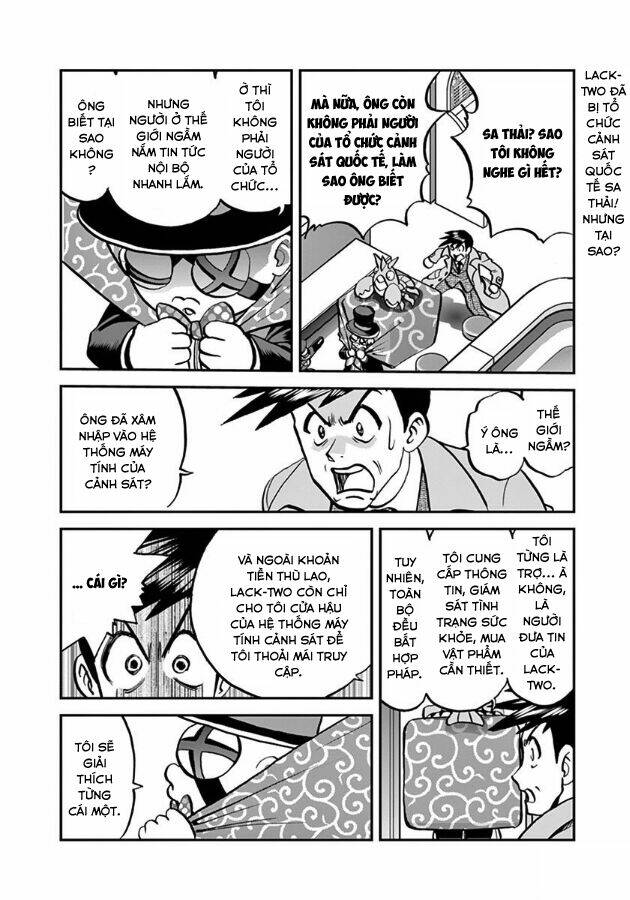 LACK-
TWO ĐÃ
BỊ TỔ
CHỨC
CẢNH
SÁT
QUỐC
TẾ SA
THẢI!
NHƯNG
TẠI
SAO?
SA THẢI? SAO
TÔI KHÔNG
NGHE GÌ HẾT?
MÀ NỮA, ÔNG CÒN
KHÔNG PHẢI NGƯỜI
CỦA TỔ CHỨC CẢNH
SÁT QUỐC TẾ, LÀM
SAO ÔNG BIẾT
ĐƯỢC?
Ở THÌ
TÔI
KHÔNG
PHẢI
NGƯỜI
CỦA TỔ
CHỨC...
NHƯNG
NGƯỜI Ở THẾ
GIỚI NGẦM
NẮM TIN TỨC
NỘI BỘ
NHANH LẮM.
ÔNG
BIẾT TẠI
SAO
KHÔNG
?
THẾ
GIỚI
NGẦM?
Ý ÔNG
LÀ...
ÔNG ĐÃ XÂM
NHẬP VÀO HỆ
THỐNG MÁY
TÍNH CỦA
CẢNH SÁT?
TÔI
TỪNG LÀ
TRỢ... À
KHÔNG,
LÀ
NGƯỜI
ĐƯA TIN
CỦA
LACK-
TWO.
TÔI CUNG
CẤP THÔNG
TIN, GIÁM
SÁT TÌNH
TRẠNG SỨC
KHỎE, MUA
VẬT PHẨM
CẦN THIẾT.
TUY
NHIÊN,
TOÀN
BỘ
ĐỀU
BẤT
HỢP
PHÁP.
VÀ NGOÀI KHOẢN
TIỀN THÙ LAO,
LACK-TWO CÒN CHỈ
CHO TÔI CỬA HẬU
CỦA HỆ THỐNG MÁY
TÍNH CẢNH SÁT ĐỂ
TÔI THOẢI MÁI TRUY
CẬP.
... CÁI GÌ?
TÔI SẼ
GIẢI
THÍCH
TỪNG
CÁI MỘT.